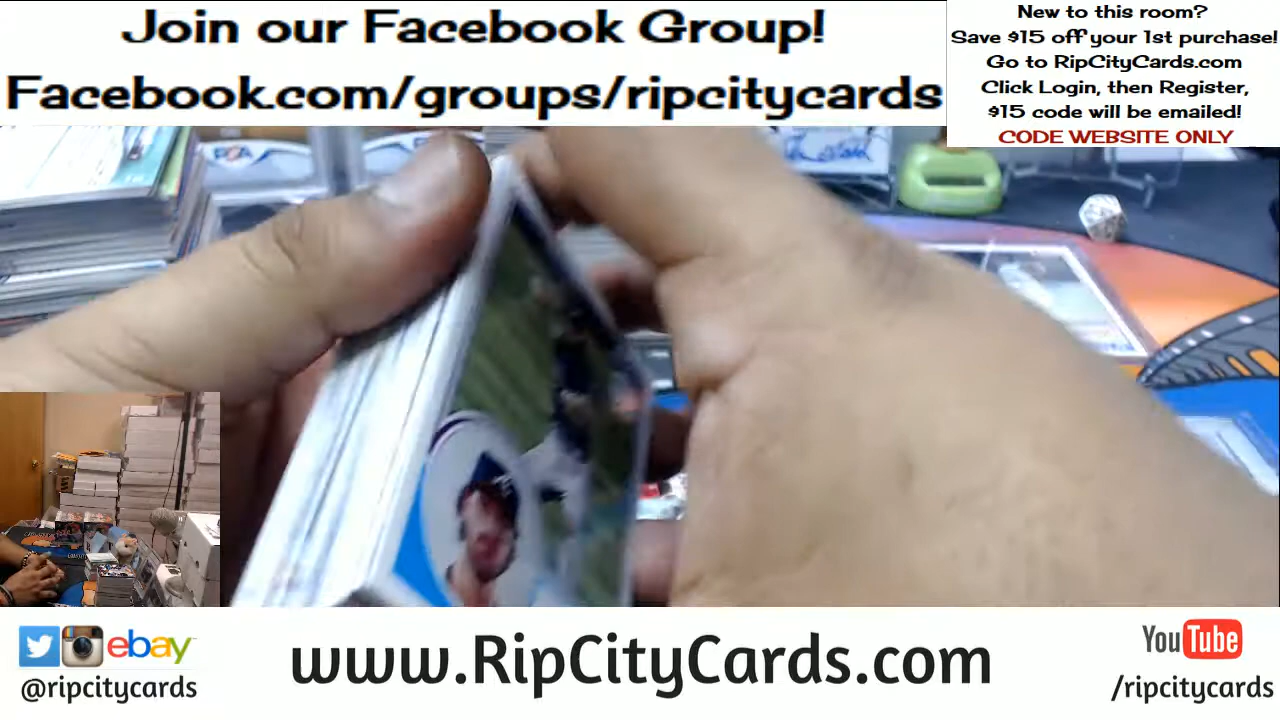 Join our Facebook Group!
Facebook.com/groups/ripcitycards
New to this room?
Save $15 off your 1st purchase!
Go to RipCityCards.com
Click Login, then Register,
$15 code will be emailed!
CODE WEBSITE ONLY
PSA
ebay
@ripcitycards
www.RipCityCards.com
YouTube
/ripcitycards